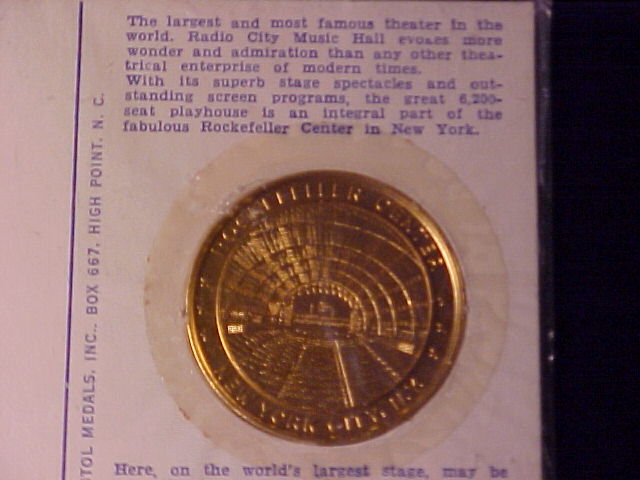 The largest and most famous theater in the
world. Radio City Music Hall evokes more
wonder and admiration than any other thea-
trical enterprise of modern times.
With its superb stage spectacles and out-
standing screen programs, the great 6,200-
seat playhouse is an integral part of the
fabulous Rockefeller Center in New York.
TOL MEDALS, INC., BOX 667, HIGH POINT, N. C.
ROCKEFELLER CENTER
NEW YORK CITY, N.Y.
Here, on the world's largest stage, may be